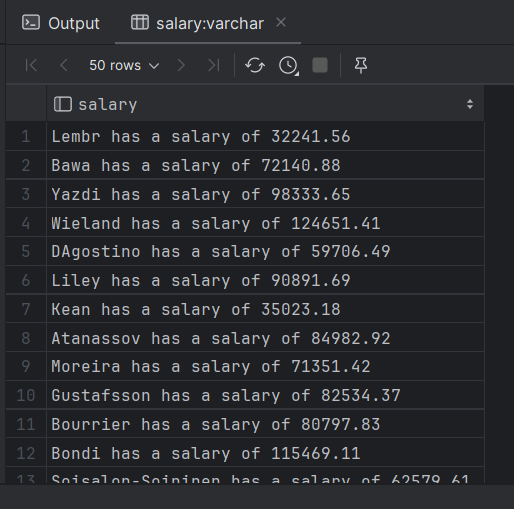 Output
salary:varchar
50 rows
salary
1 Lembr has a salary of 32241.56
2 Bawa has a salary of 72140.88
3 Yazdi has a salary of 98333.65
4 Wieland has a salary of 124651.41
5 DAgostino has a salary of 59706.49
6 Liley has a salary of 90891.69
7 Kean has a salary of 35023.18
8 Atanassov has a salary of 84982.92
9 Moreira has a salary of 71351.42
10 Gustafsson has a salary of 82534.37
11 Bourrier has a salary of 80797.83
12 Bondi has a salary of 115469.11
13 Soisalon-Soininen has a salary of 62579.61